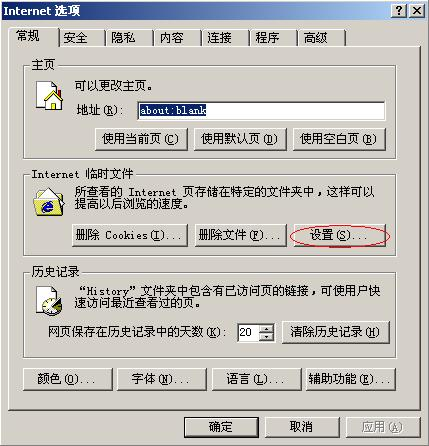 Internet 选项
常规 安全 隐私 内容 连接 程序 高级
主页
可以更改主页。
地址(R): about:blank
使用当前页(C) 使用默认页(D) 使用空白页(B)
Internet 临时文件
所查看的 Internet 页存储在特定的文件夹中，这样可以
提高以后浏览的速度。
删除 Cookies(I)... 删除文件(F)... 设置(S)...
历史记录
“History”文件夹中包含有已访问页的链接，可使用户快
速访问最近查看过的页。
网页保存在历史记录中的天数(K): 20 清除历史记录(H)
颜色(O)... 字体(N)... 语言(L)... 辅助功能(E)...
确定 取消 应用(A)